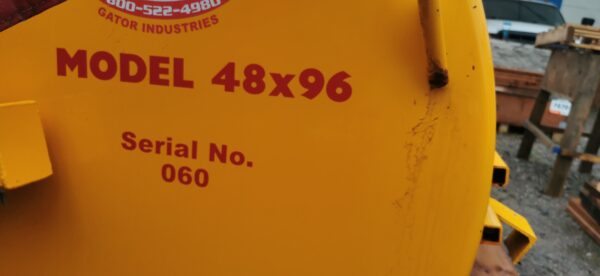 800-522-4980
GATOR INDUSTRIES
MODEL 48x96
Serial No.
060